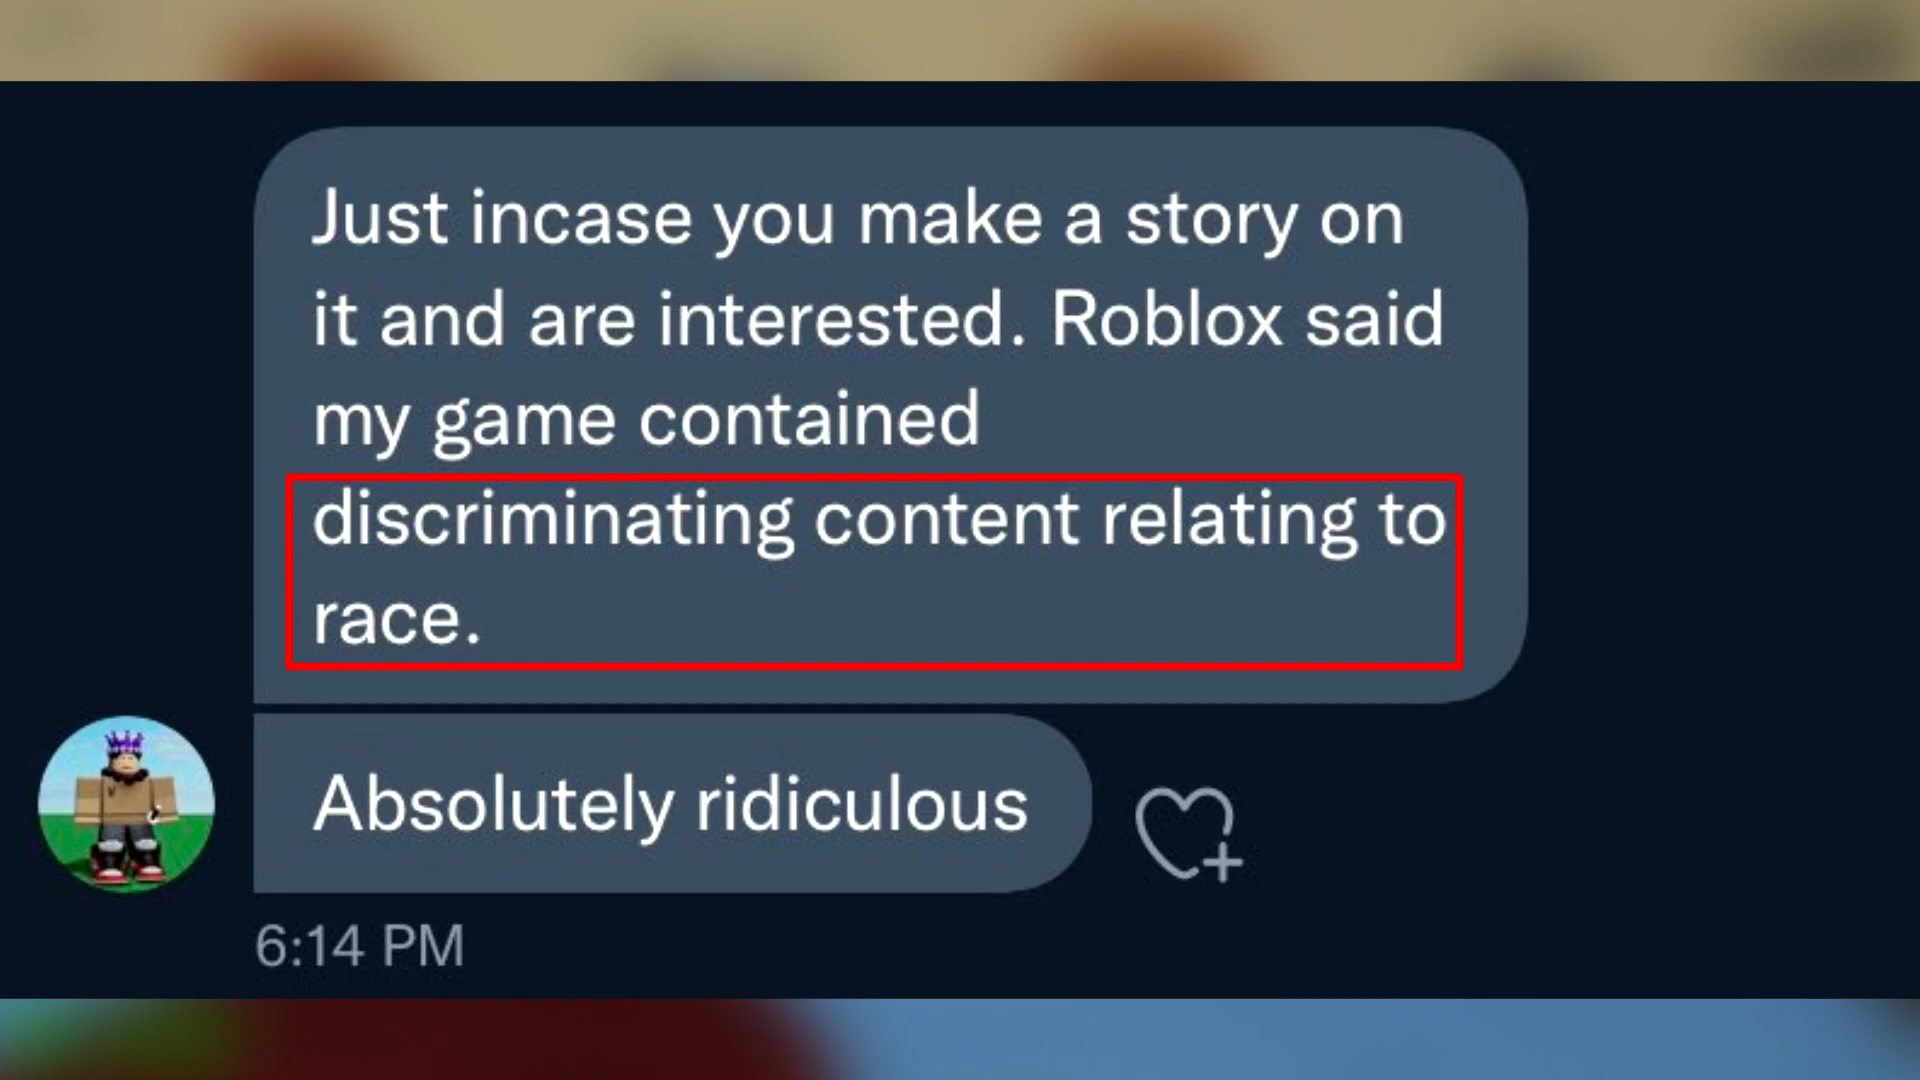 Just incase you make a story on
it and are interested. Roblox said
my game contained
discriminating content relating to
race.
Absolutely ridiculous
6:14 PM